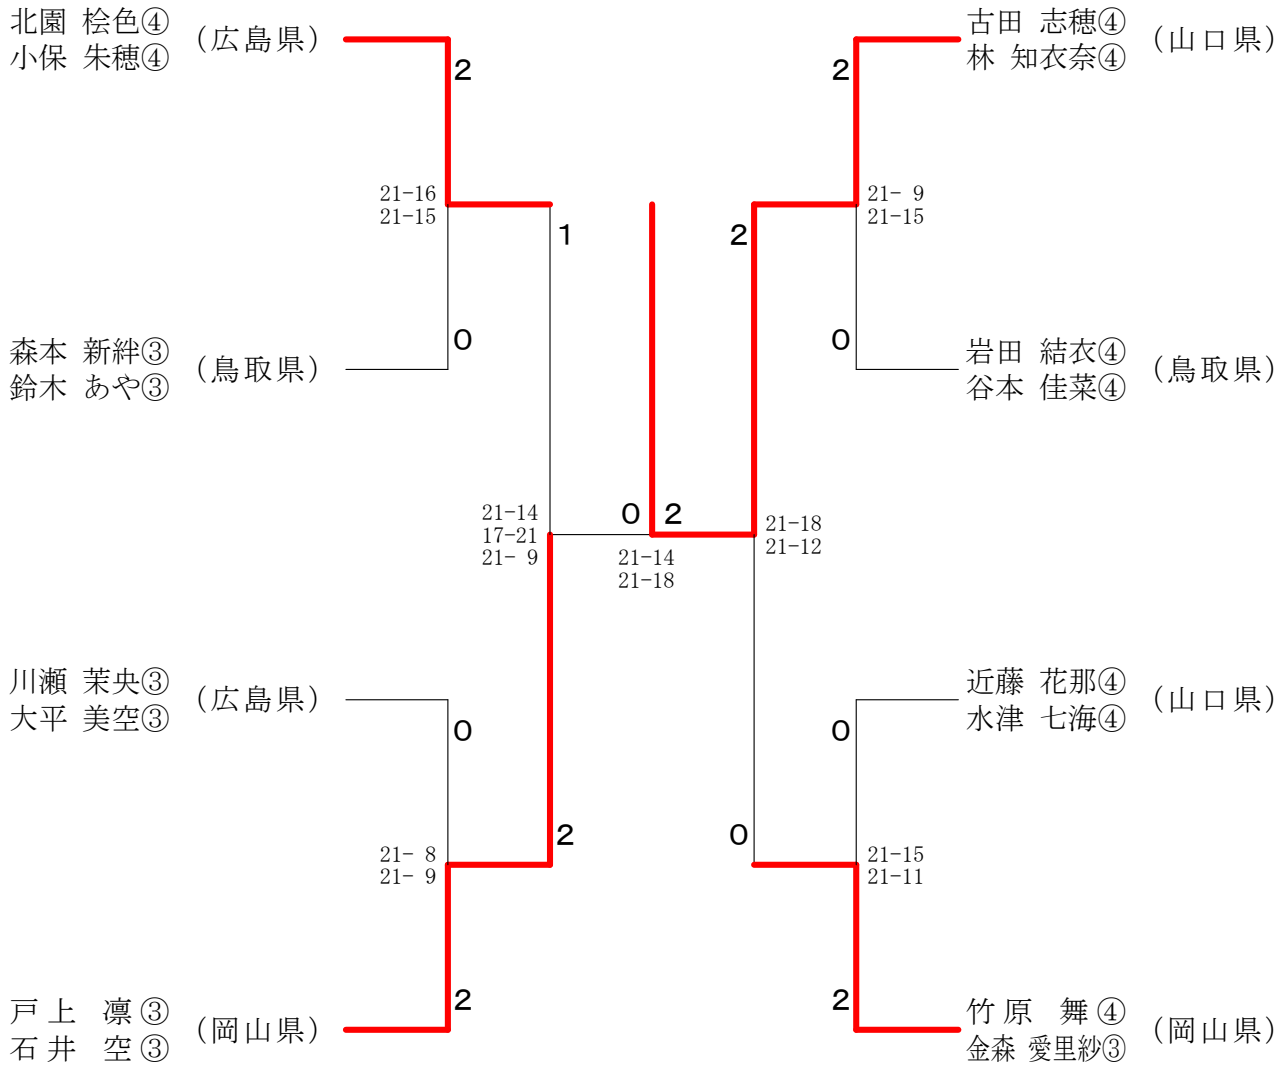 北園 桧色④
小保 朱穂④
(広島県)
2
21-16
21-15
0
森本 新絆③
鈴木 あや③
(鳥取県)
1
21-14
17-21
21- 9
2
川瀬 茉央③
大平 美空③
(広島県)
0
21- 8
21- 9
2
戸上 凛③
石井 空③
(岡山県)
0 2
21-14
21-18
古田 志穂④
林 知衣奈④
(山口県)
2
21- 9
21-15
0
岩田 結衣④
谷本 佳菜④
(鳥取県)
2
21-18
21-12
0
近藤 花那④
水津 七海④
(山口県)
0
21-15
21-11
2
竹原 舞④
金森 愛里紗③
(岡山県)